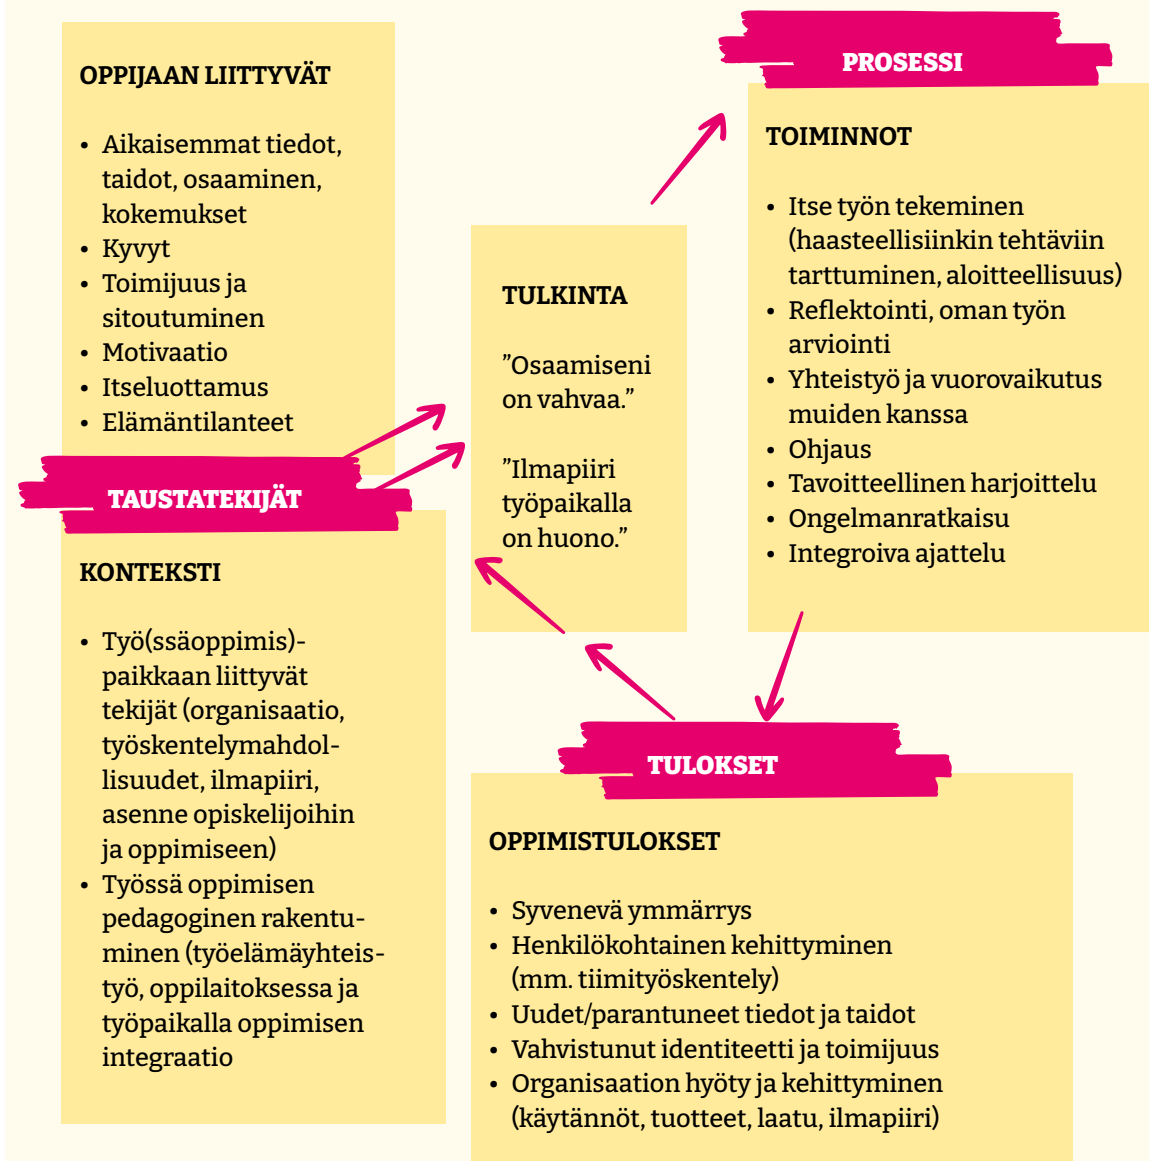 OPPIJAAN LIITTYVÄT
• Aikaisemmat tiedot,
taidot, osaaminen,
kokemukset
• Kyvyt
• Toimijuus ja
sitoutuminen
• Motivaatio
• Itseluottamus
• Elämäntilanteet
TAUSTATEKIJÄT
KONTEKSTI
• Työ(ssäoppimis)-
paikkaan liittyvät
tekijät (organisaatio,
työskentelymahdol-
lisuudet, ilmapiiri,
asenne opiskelijoihin
ja oppimiseen)
• Työssä oppimisen
pedagoginen rakentu-
minen (työelämäyhteis-
työ, oppilaitoksessa ja
työpaikalla oppimisen
integraatio
TULKINTA
”Osaamiseni
on vahvaa.”
”Ilmapiiri
työpaikalla
on huono.”
PROSESSI
TOIMINNOT
• Itse työn tekeminen
(haasteellisiinkin tehtäviin
tarttuminen, aloitteellisuus)
• Reflektointi, oman työn
arviointi
• Yhteistyö ja vuorovaikutus
muiden kanssa
• Ohjaus
• Tavoitteellinen harjoittelu
• Ongelmanratkaisu
• Integroiva ajattelu
TULOKSET
OPPIMISTULOKSET
• Syvenevä ymmärrys
• Henkilökohtainen kehittyminen
(mm. tiimityöskentely)
• Uudet/parantuneet tiedot ja taidot
• Vahvistunut identiteetti ja toimijuus
• Organisaation hyöty ja kehittyminen
(käytännöt, tuotteet, laatu, ilmapiiri)